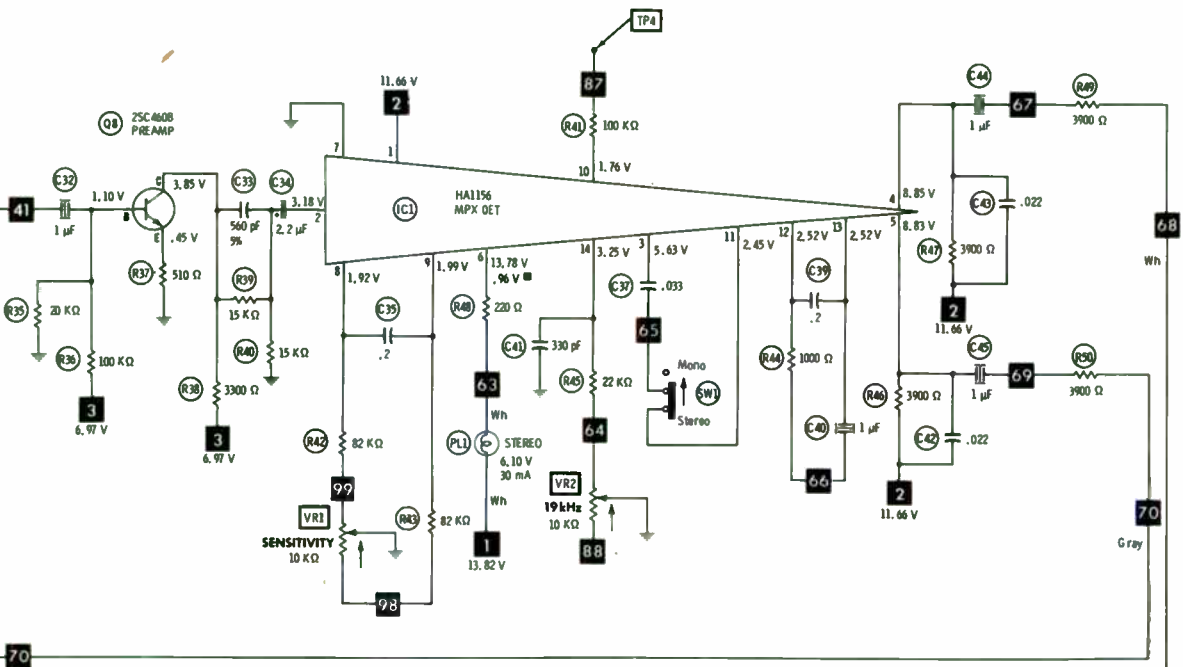 TP4
11.66 V
87
C44
R49
2
67
Q8
2SC460B
PREAMP
R41
100 KΩ
1 μF
3900 Ω
7
1
10
1.76 V
C32
C
3.85 V
C33
C34
1.10 V
3.18 V
IC1
HA1156
MPX DET
4
8.85 V
C43
.022
41
B
2
5
8.83 V
68
1 μF
560 pF
5%
2.2 μF
E
.45 V
11
12
2.52 V
13
2.52 V
14
3.25 V
3
5.63 V
2.45 V
R47
3900 Ω
Wh
R37
510 Ω
R39
8
1.92 V
9
1.99 V
6
13.78 V
.96 V
C37
.033
C39
R35
20 KΩ
15 KΩ
C35
R48
220 Ω
.2
2
11.66 V
R36
100 KΩ
R40
15 KΩ
.2
C41
330 pF
65
R44
1000 Ω
C45
R50
R38
3300 Ω
63
R45
22 KΩ
Mono
SW1
Stereo
R46
3900 Ω
1 μF
69
3900 Ω
3
6.97 V
3
6.97 V
Wh
64
C40
1 μF
C42
.022
R42
82 KΩ
PL1
STEREO
6.10 V
30 mA
99
VR2
66
2
11.66 V
VR1
SENSITIVITY
10 KΩ
R43
82 KΩ
Wh
19 kHz
10 KΩ
70
1
13.82 V
88
Gray
98
70